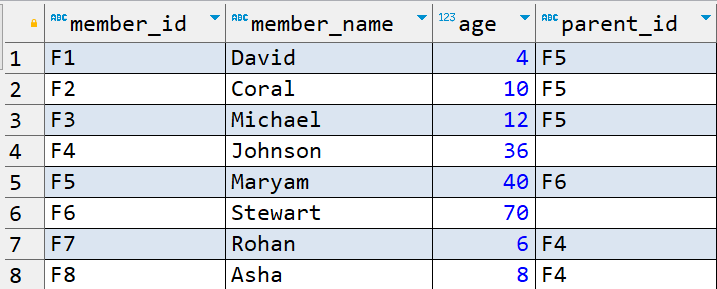 ABC member_id ABC member_name 123 age ABC parent_id
1 F1 David 4 F5
2 F2 Coral 10 F5
3 F3 Michael 12 F5
4 F4 Johnson 36
5 F5 Maryam 40 F6
6 F6 Stewart 70
7 F7 Rohan 6 F4
8 F8 Asha 8 F4